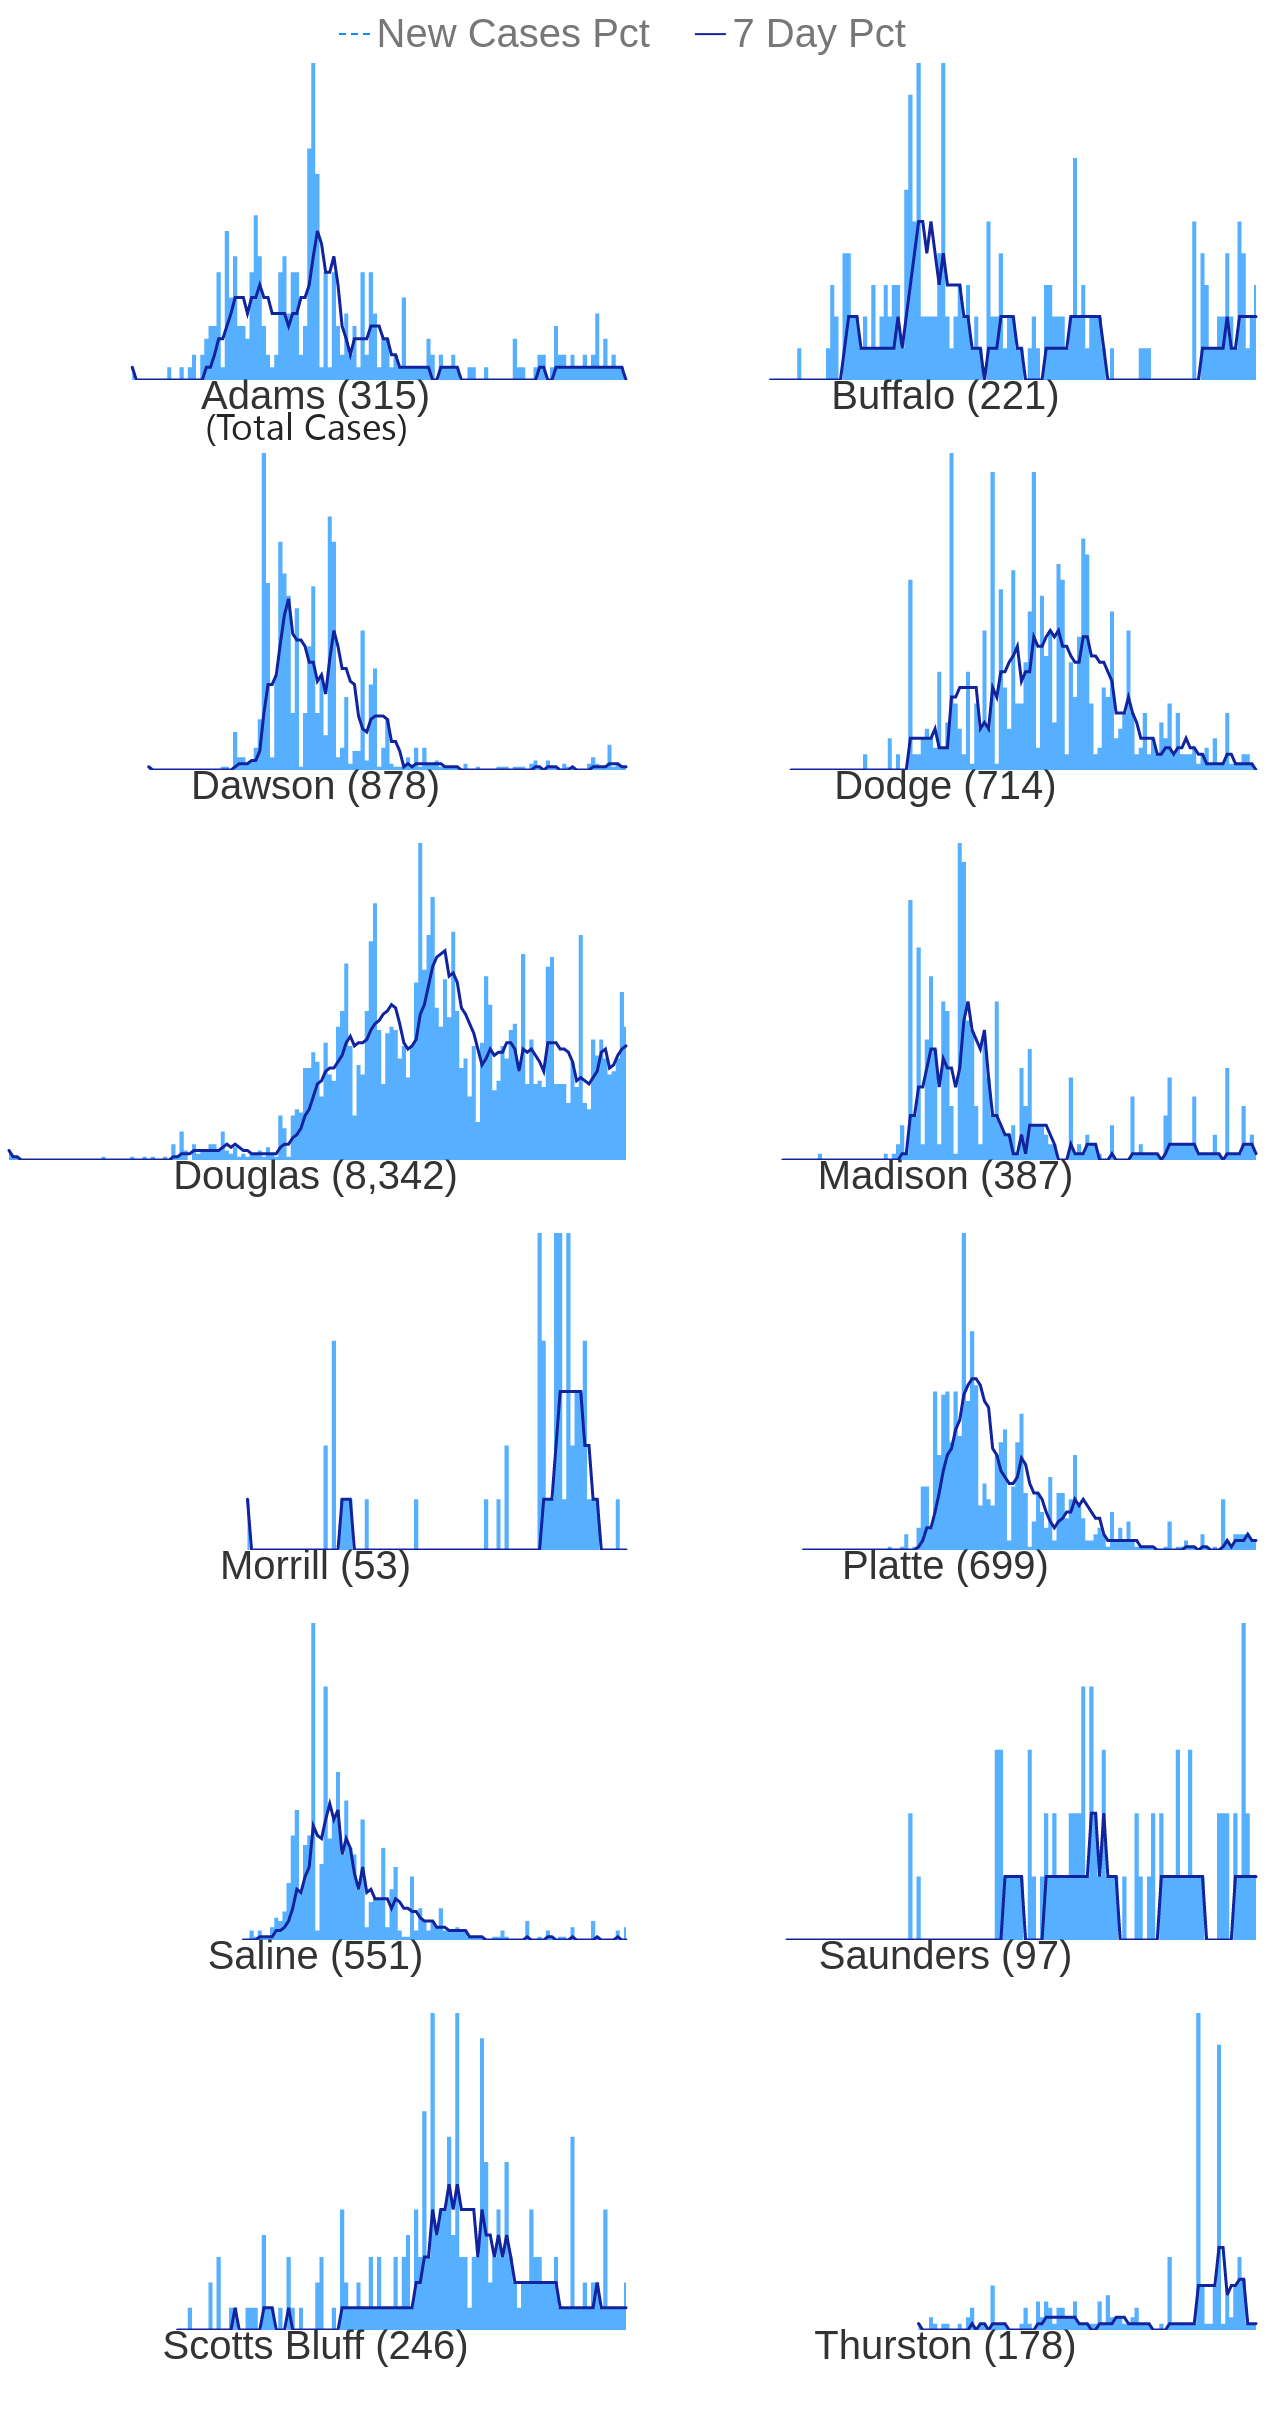 New Cases Pct 7 Day Pct
Adams (315) Buffalo (221)
(Total Cases)
Dawson (878) Dodge (714)
Douglas (8,342) Madison (387)
Morrill (53) Platte (699)
Saline (551) Saunders (97)
Scotts Bluff (246) Thurston (178)